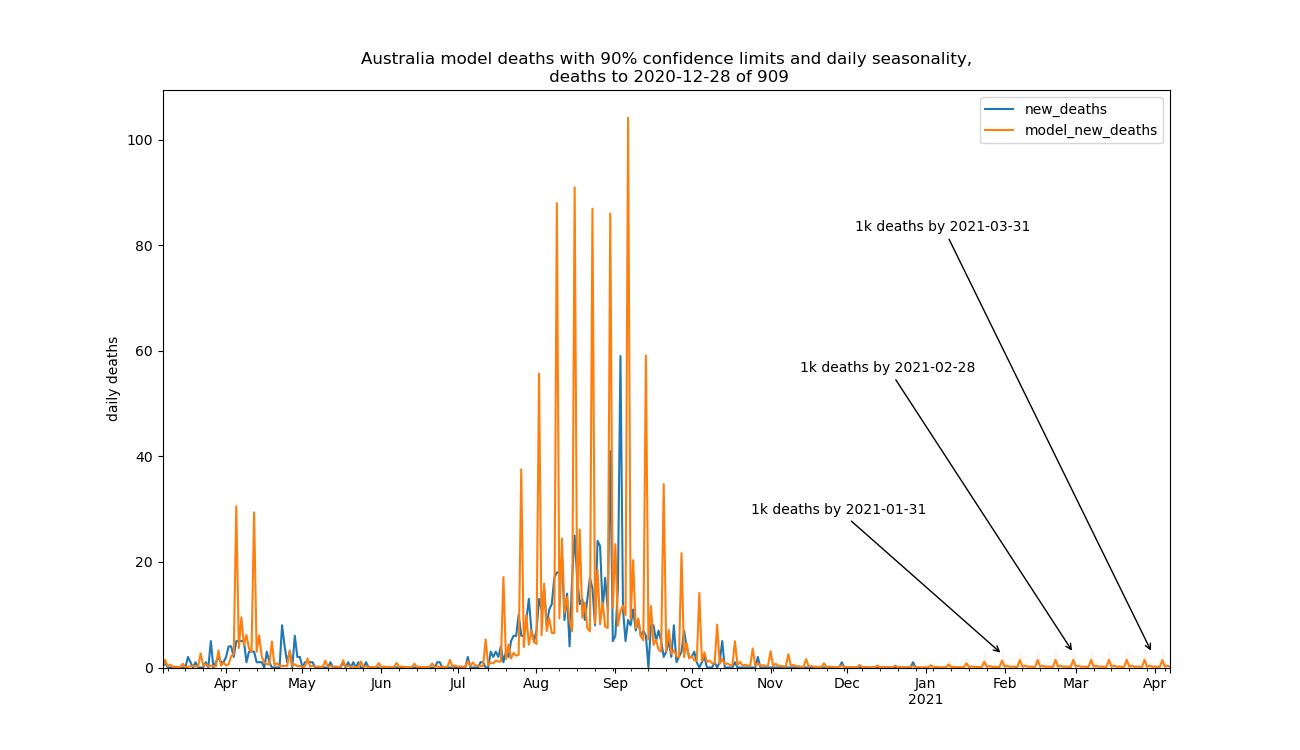 Australia model deaths with 90% confidence limits and daily seasonality,
deaths to 2020-12-28 of 909
new_deaths
model_new_deaths
daily deaths
100
80
60
40
20
0
1k deaths by 2021-03-31
1k deaths by 2021-02-28
1k deaths by 2021-01-31
Apr May Jun Jul Aug Sep Oct Nov Dec Jan Feb Mar Apr
2021